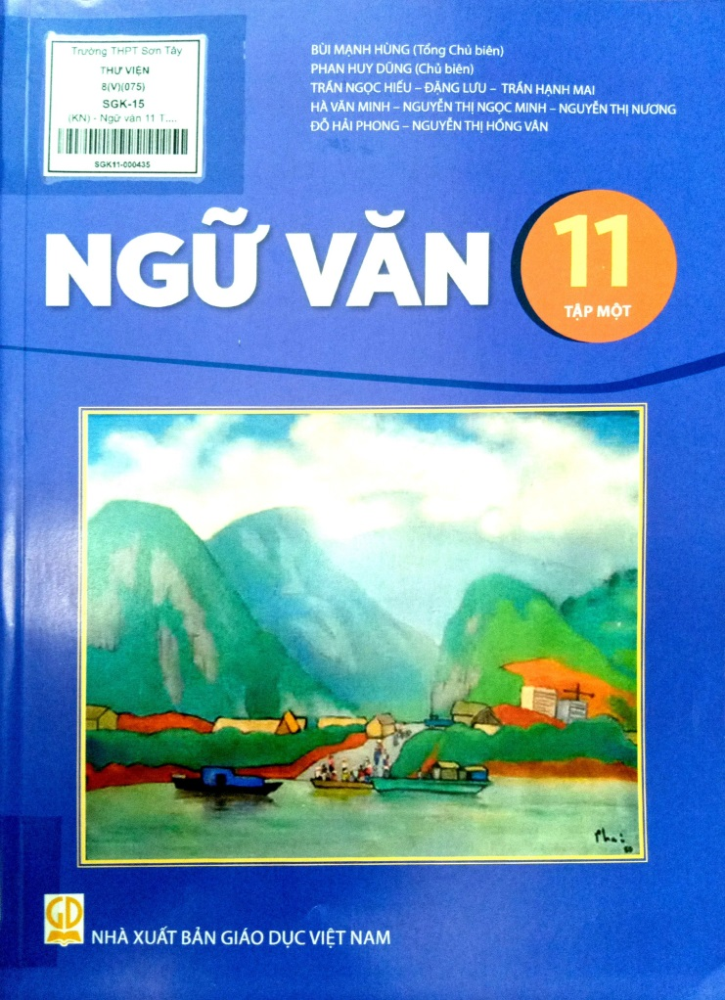 Trường THPT Sơn Tây
THƯ VIỆN
8(V)(075)
SGK-15
(KN) - Ngữ văn 11 T....
SGK11-000435
BÙI MẠNH HÙNG (Tổng Chủ biên)
PHAN HUY DŨNG (Chủ biên)
TRẦN NGỌC HIẾU – ĐẶNG LƯU – TRẦN HẠNH MAI
HÀ VĂN MINH – NGUYỄN THỊ NGỌC MINH – NGUYỄN THỊ NƯƠNG
ĐỖ HẢI PHONG – NGUYỄN THỊ HỒNG VÂN
NGỮ VĂN
11
TẬP MỘT
Phái
GD
NHÀ XUẤT BẢN GIÁO DỤC VIỆT NAM